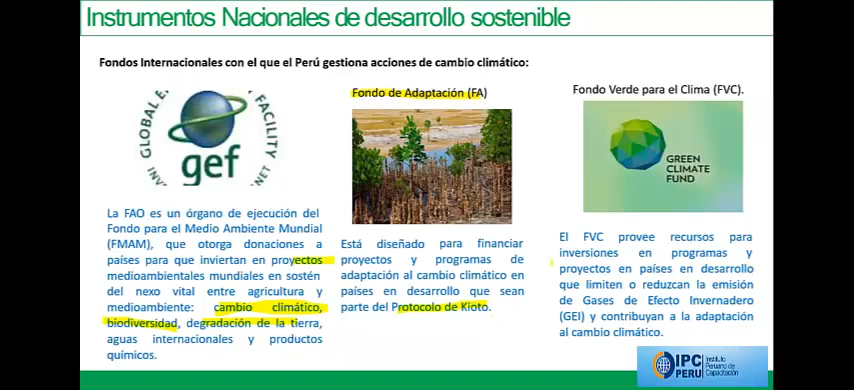 Instrumentos Nacionales de desarrollo sostenible
Fondos Internacionales con el que el Perú gestiona acciones de cambio climático:
GLOBAL E
FACILITY
gef
La FAO es un órgano de ejecución del
Fondo para el Medio Ambiente Mundial
(FMAM), que otorga donaciones a
países para que inviertan en proyectos
medioambientales mundiales en sostén
del nexo vital entre agricultura y
medioambiente: cambio climático,
biodiversidad, degradación de la tierra,
aguas internacionales y productos
químicos.
Fondo de Adaptación (FA)
Está diseñado para financiar
proyectos y programas de
adaptación al cambio climático en
países en desarrollo que sean
parte del Protocolo de Kioto.
Fondo Verde para el Clima (FVC).
GREEN
CLIMATE
FUND
El FVC provee recursos para
inversiones en programas y
proyectos en países en desarrollo
que limiten o reduzcan la emisión
de Gases de Efecto Invernadero
(GEI) y contribuyan a la adaptación
al cambio climático.
IPC
PERU
Instituto
Peruano de
Capacitación